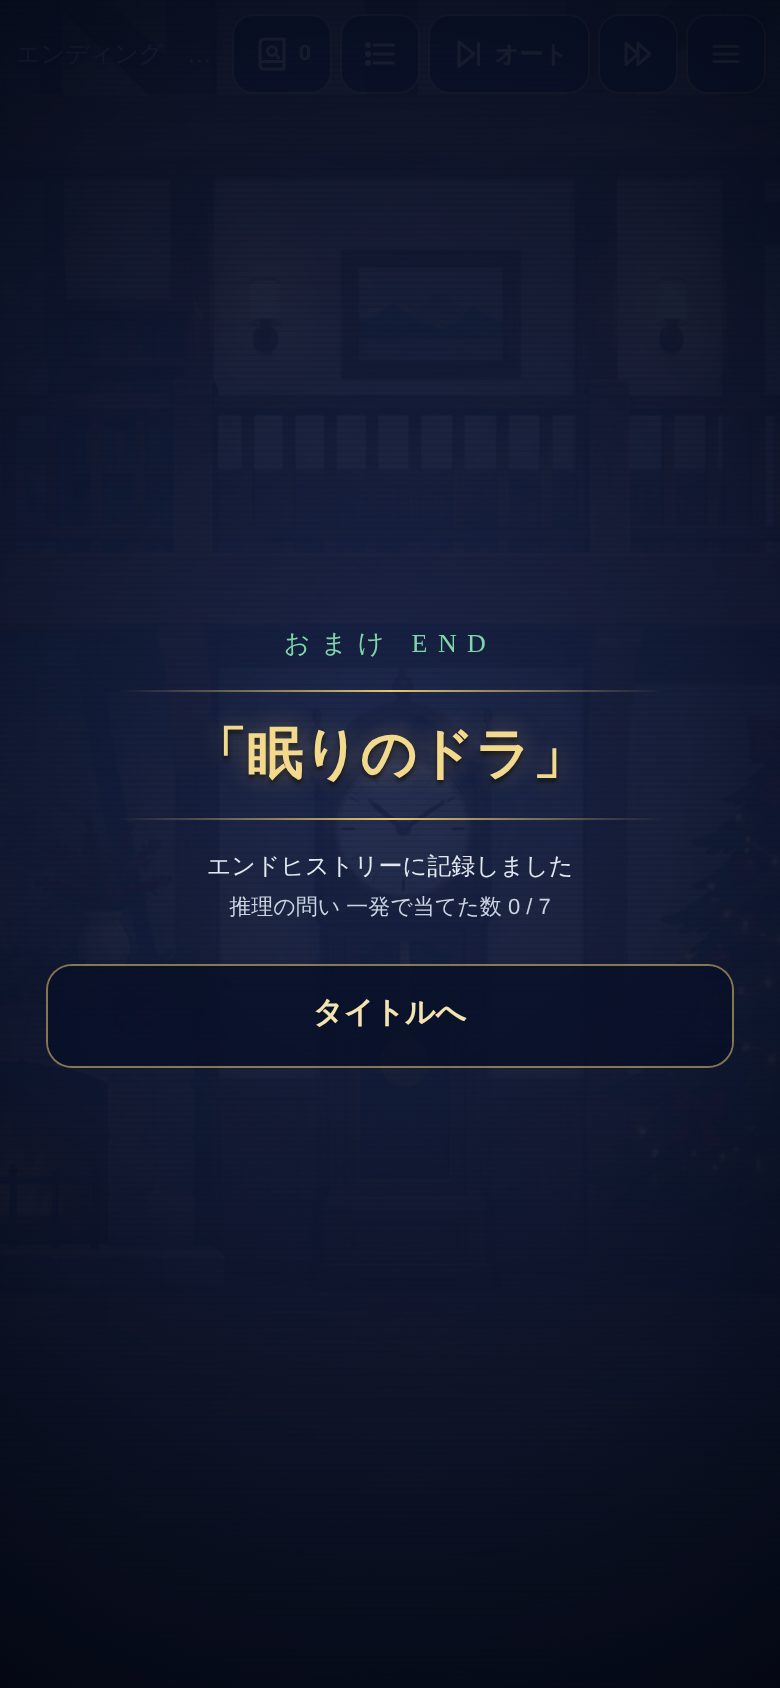 エンディング …
0
オート
おまけ END
「眠りのドラ」
エンドヒストリーに記録しました
推理の問い 一発で当てた数 0 / 7
タイトルへ